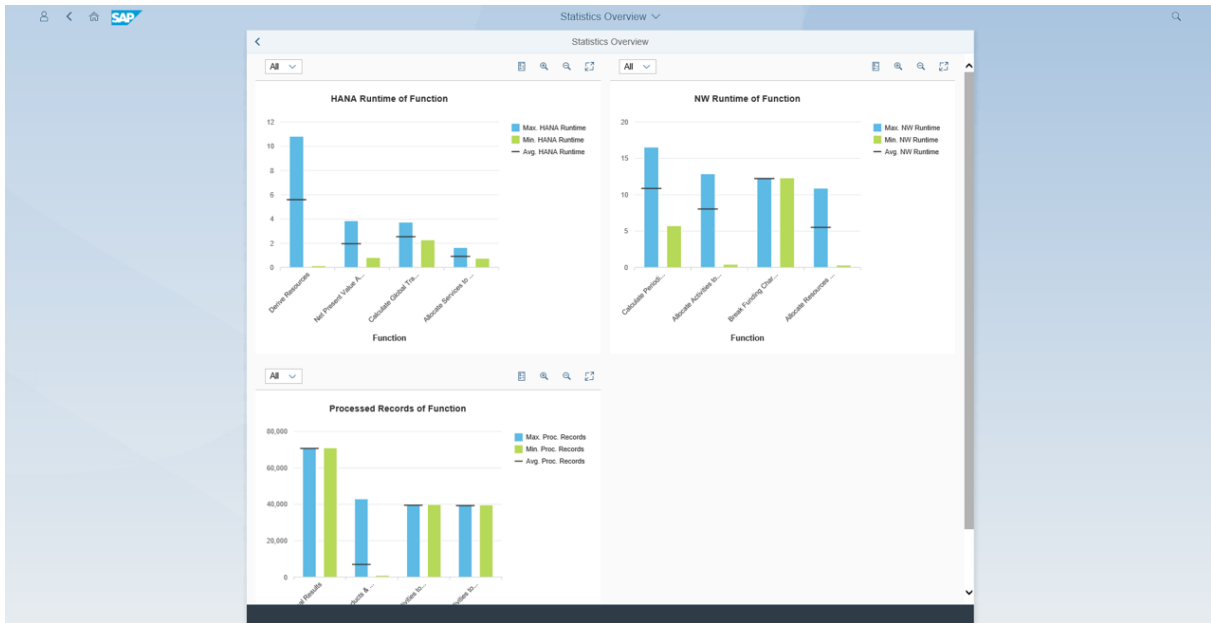 SAP
Statistics Overview
Statistics Overview
All
All
HANA Runtime of Function
12
10
8
6
4
2
0
Max. HANA Runtime
Min. HANA Runtime
Avg. HANA Runtime
Derive Resources
Net Present Value A...
Calculate Global Tra...
Allocate Services to ...
Function
NW Runtime of Function
20
15
10
5
0
Max. NW Runtime
Min. NW Runtime
Avg. NW Runtime
Calculate Periodi...
Allocate Activities to...
Break Funding Char...
Allocate Resources ...
Function
All
Processed Records of Function
80,000
60,000
40,000
20,000
0
Max. Proc. Records
Min. Proc. Records
Avg. Proc. Records
Results
&
to...
to...